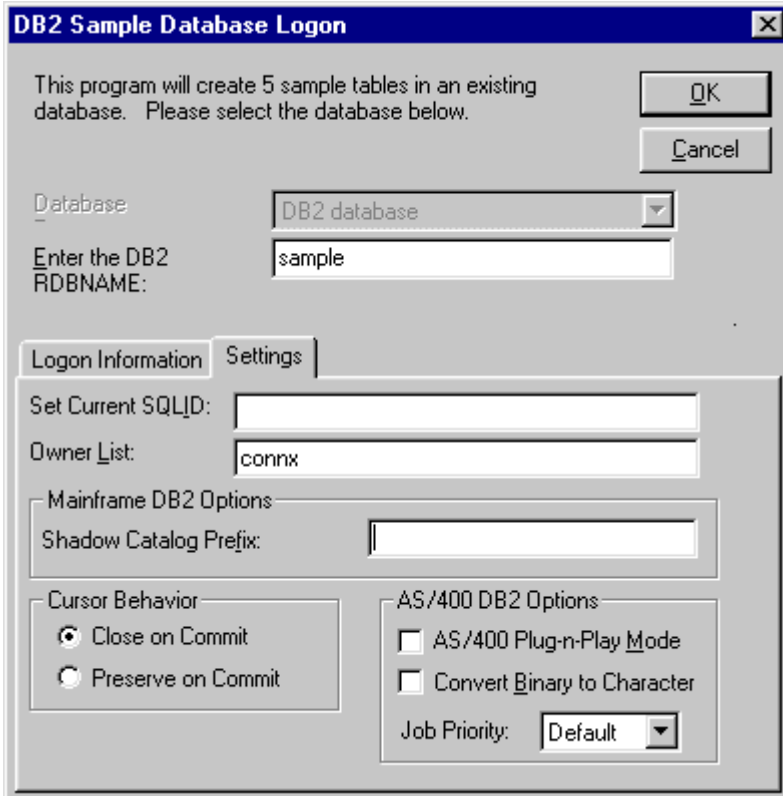 DB2 Sample Database Logon
This program will create 5 sample tables in an existing
database.   Please select the database below.
OK
Cancel
Database
DB2 database
Enter the DB2
RDBNAME:
sample
Logon Information
Settings
Set Current SQLID:
Owner List:
connx
Mainframe DB2 Options
Shadow Catalog Prefix:
Cursor Behavior
Close on Commit
Preserve on Commit
AS/400 DB2 Options
AS/400 Plug-n-Play Mode
Convert Binary to Character
Job Priority:
Default